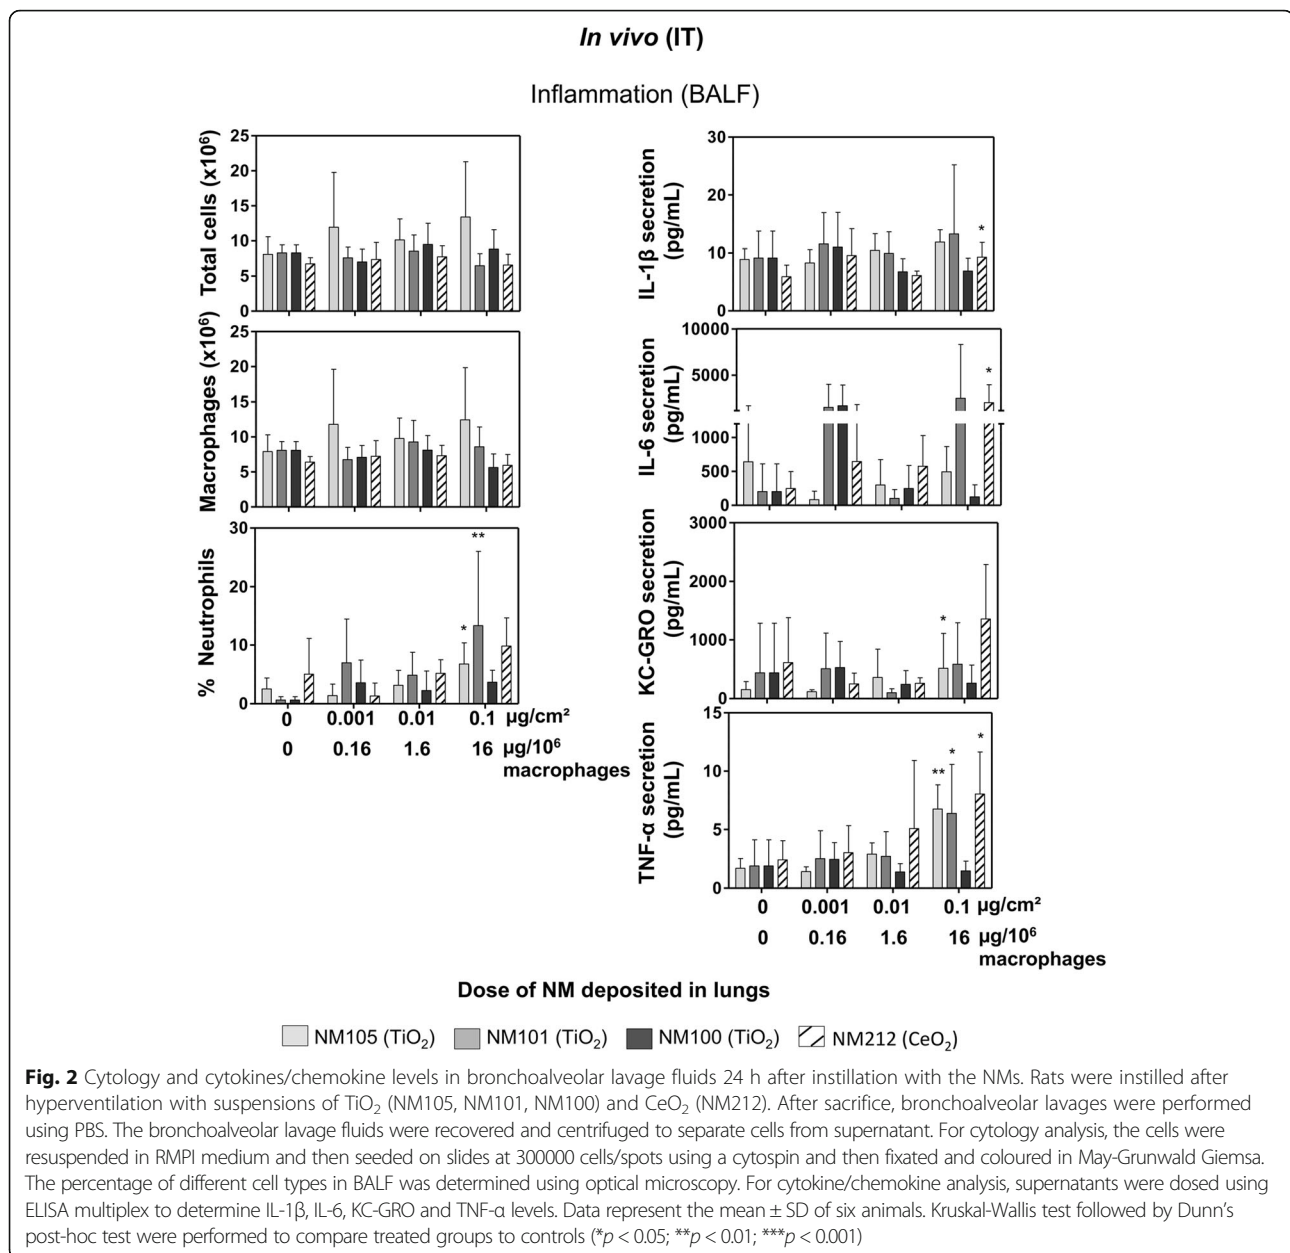 In vivo (IT)
Inflammation (BALF)
Total cells (x10⁶)
25
20
15
10
5
0
Macrophages (x10⁶)
25
20
15
10
5
0
% Neutrophils
30
20
10
0
*
**
0 0.001 0.01 0.1 µg/cm²
0 0.16 1.6 16 µg/10⁶
macrophages
IL-1β secretion
(pg/mL)
30
20
10
0
*
IL-6 secretion
(pg/mL)
10000
5000
1000
500
0
*
KC-GRO secretion
(pg/mL)
3000
2000
1000
0
*
TNF-α secretion
(pg/mL)
15
10
5
0
**
*
*
0 0.001 0.01 0.1 µg/cm²
0 0.16 1.6 16 µg/10⁶
macrophages
Dose of NM deposited in lungs
NM105 (TiO₂) NM101 (TiO₂) NM100 (TiO₂) NM212 (CeO₂)
Fig. 2 Cytology and cytokines/chemokine levels in bronchoalveolar lavage fluids 24 h after instillation with the NMs. Rats were instilled after
hyperventilation with suspensions of TiO₂ (NM105, NM101, NM100) and CeO₂ (NM212). After sacrifice, bronchoalveolar lavages were performed
using PBS. The bronchoalveolar lavage fluids were recovered and centrifuged to separate cells from supernatant. For cytology analysis, the cells were
resuspended in RMPI medium and then seeded on slides at 300000 cells/spots using a cytospin and then fixated and coloured in May-Grunwald Giemsa.
The percentage of different cell types in BALF was determined using optical microscopy. For cytokine/chemokine analysis, supernatants were dosed using
ELISA multiplex to determine IL-1β, IL-6, KC-GRO and TNF-α levels. Data represent the mean ± SD of six animals. Kruskal-Wallis test followed by Dunn's
post-hoc test were performed to compare treated groups to controls (*p < 0.05; **p < 0.01; ***p < 0.001)